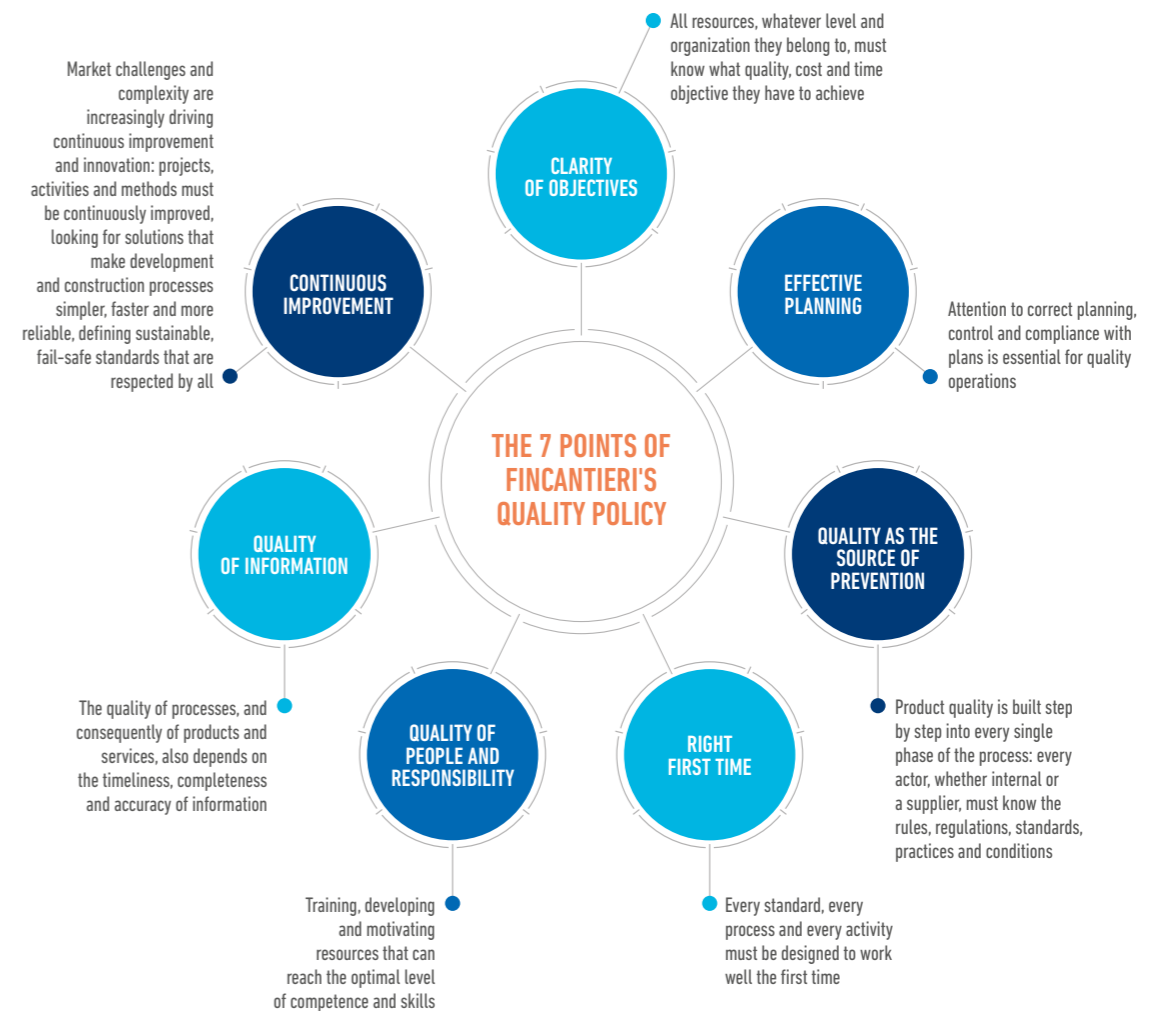 THE 7 POINTS OF
FINCANTIERI'S
QUALITY POLICY
CLARITY
OF OBJECTIVES
All resources, whatever level and
organization they belong to, must
know what quality, cost and time
objective they have to achieve
EFFECTIVE
PLANNING
Attention to correct planning,
control and compliance with
plans is essential for quality
operations
QUALITY AS THE
SOURCE OF
PREVENTION
Product quality is built step
by step into every single
phase of the process: every
actor, whether internal or
a supplier, must know the
rules, regulations, standards,
practices and conditions
RIGHT
FIRST TIME
Every standard, every
process and every activity
must be designed to work
well the first time
QUALITY OF
PEOPLE AND
RESPONSIBILITY
Training, developing
and motivating
resources that can
reach the optimal level
of competence and skills
QUALITY
OF INFORMATION
The quality of processes, and
consequently of products and
services, also depends on
the timeliness, completeness
and accuracy of information
CONTINUOUS
IMPROVEMENT
Market challenges and
complexity are
increasingly driving
continuous improvement
and innovation: projects,
activities and methods must
be continuously improved,
looking for solutions that
make development
and construction processes
simpler, faster and more
reliable, defining sustainable,
fail-safe standards that are
respected by all